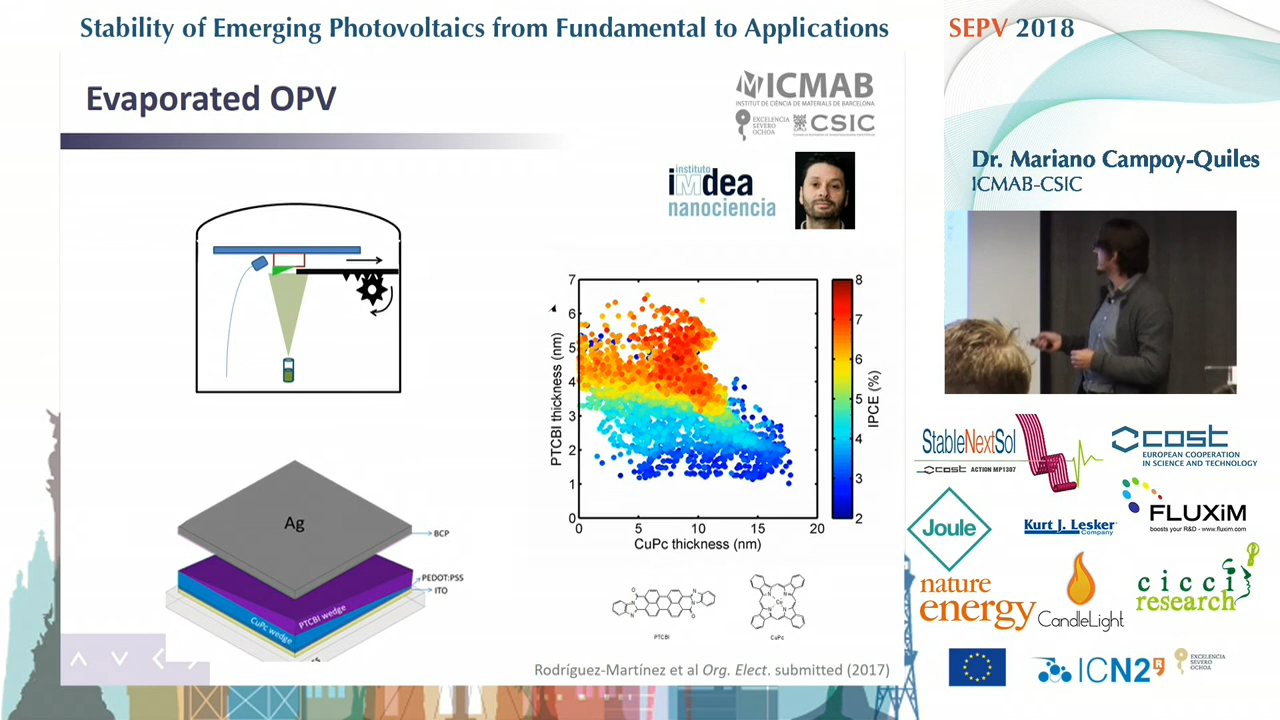 Stability of Emerging Photovoltaics from Fundamental to Applications
SEPV 2018
Evaporated OPV
ICMAB
INSTITUT DE CIÈNCIA DE MATERIALS DE BARCELONA
EXCELENCIA
SEVERO
OCHOA
CSIC
instituto
iMdea
nanociencia
Dr. Mariano Campoy-Quiles
ICMAB-CSIC
7
6
5
4
3
2
1
0
PTCBI thickness (nm)
0 5 10 15 20
CuPc thickness (nm)
8
7
6
5
4
3
2
IPCE (%)
Ag
BCP
PEDOT:PSS
ITO
PTCBI wedge
CuPc wedge
PTCBI
CuPc
Rodríguez-Martínez et al Org. Elect. submitted (2017)
StableNextSol
cost ACTION MP1307
cost
EUROPEAN COOPERATION
IN SCIENCE AND TECHNOLOGY
Joule
Kurt J. Lesker
Company
FLUXiM
boosts your R&D - www.fluxim.com
nature
energy
CandleLight
cicci
research
ICN2
EXCELENCIA
SEVERO
OCHOA